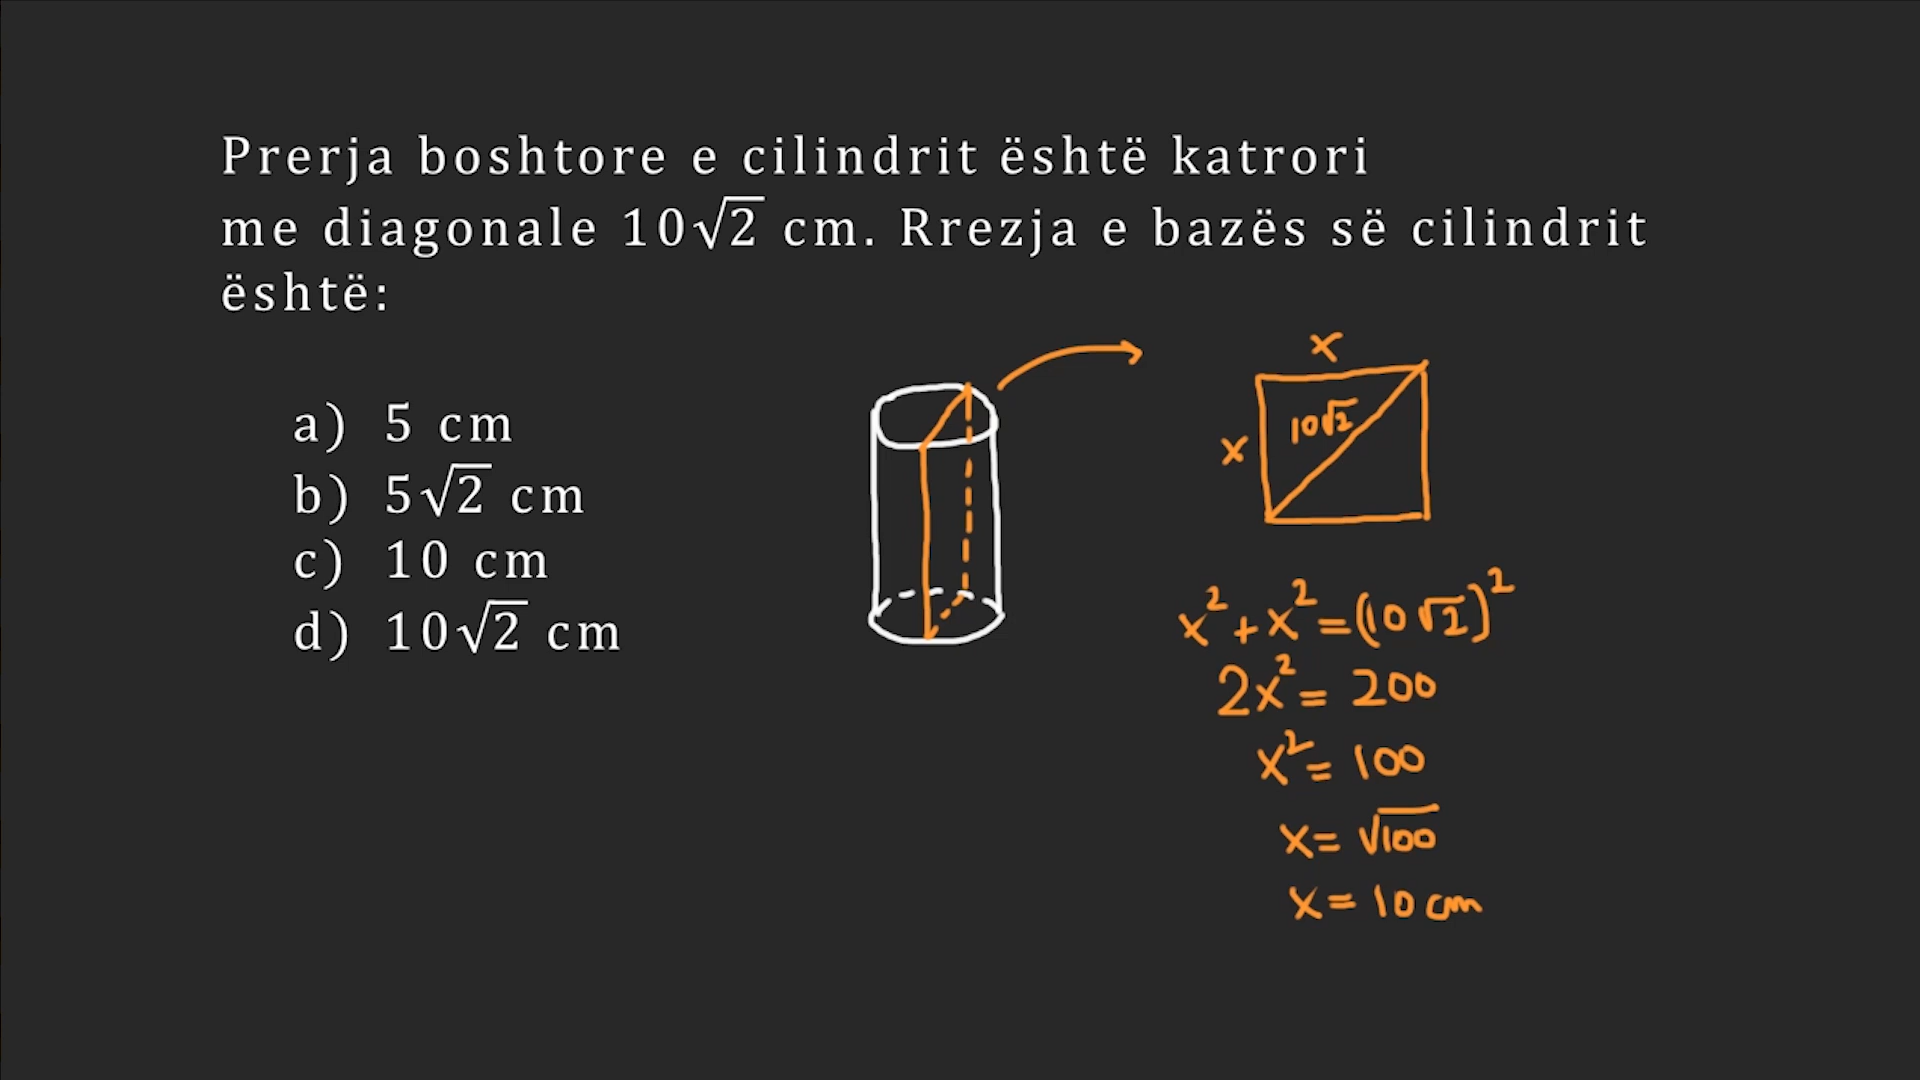 Prerja boshtore e cilindrit është katrori
me diagonale 10√2 cm. Rrezja e bazës së cilindrit
është:
a) 5 cm
b) 5√2 cm
c) 10 cm
d) 10√2 cm
x
x
10√2
x² + x² = (10√2)²
2x² = 200
x² = 100
x = √100
x = 10 cm